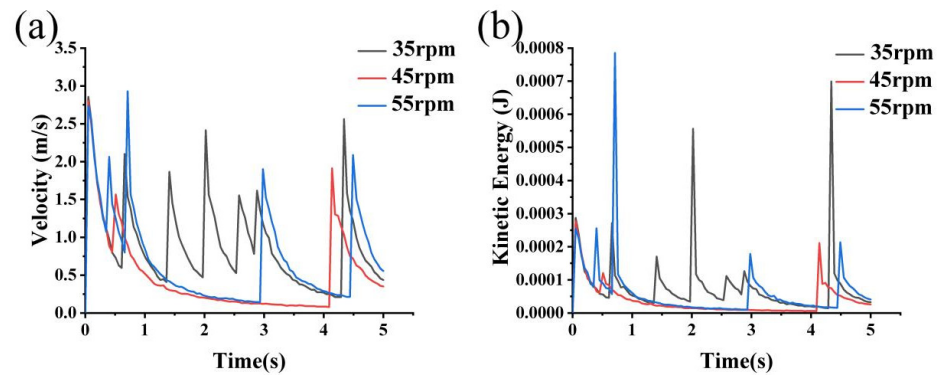 (a)
35rpm
45rpm
55rpm
Velocity (m/s)
3.5
3.0
2.5
2.0
1.5
1.0
0.5
0.0
0 1 2 3 4 5
Time(s)
(b)
35rpm
45rpm
55rpm
Kinetic Energy (J)
0.0008
0.0007
0.0006
0.0005
0.0004
0.0003
0.0002
0.0001
0.0000
0 1 2 3 4 5
Time(s)